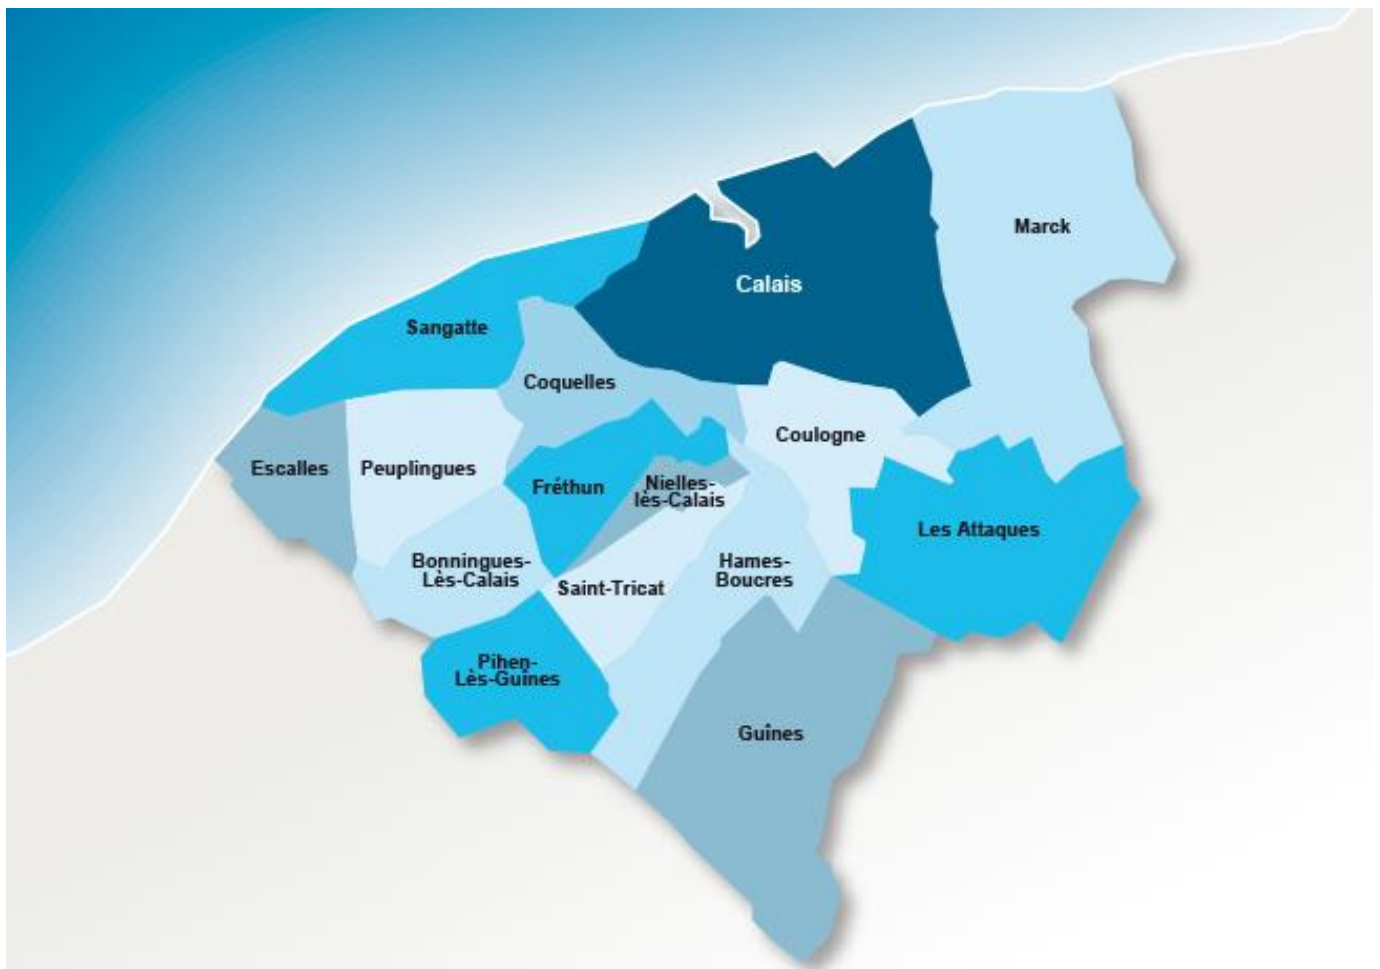 Marck
Calais
Sangatte
Coquelles
Coulogne
Escalles
Peuplingues
Fréthun
Nielles-
lès-Calais
Les Attaques
Bonningues-
Lès-Calais
Saint-Tricat
Hames-
Boucres
Pihen-
Lès-Guînes
Guînes